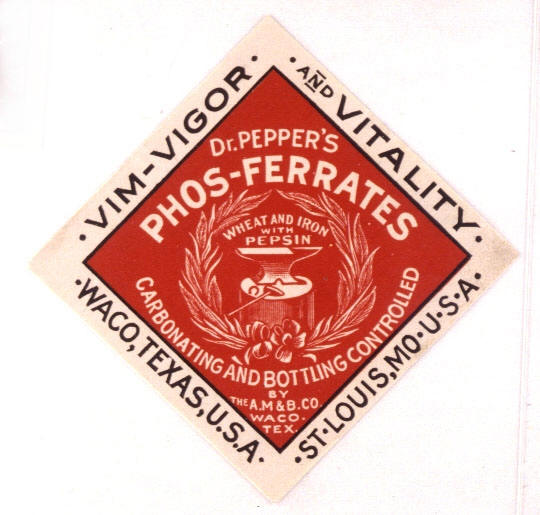 ·VIM-VIGOR·
·AND VITALITY·
Dr. PEPPER'S
PHOS-FERRATES
WHEAT AND IRON
WITH
PEPSIN
CARBONATING AND BOTTLING CONTROLLED
BY
THE A.M & B.CO.
WACO.
TEX.
·WACO, TEXAS, U.S.A.·
·ST·LOUIS, MO·U·S·A·